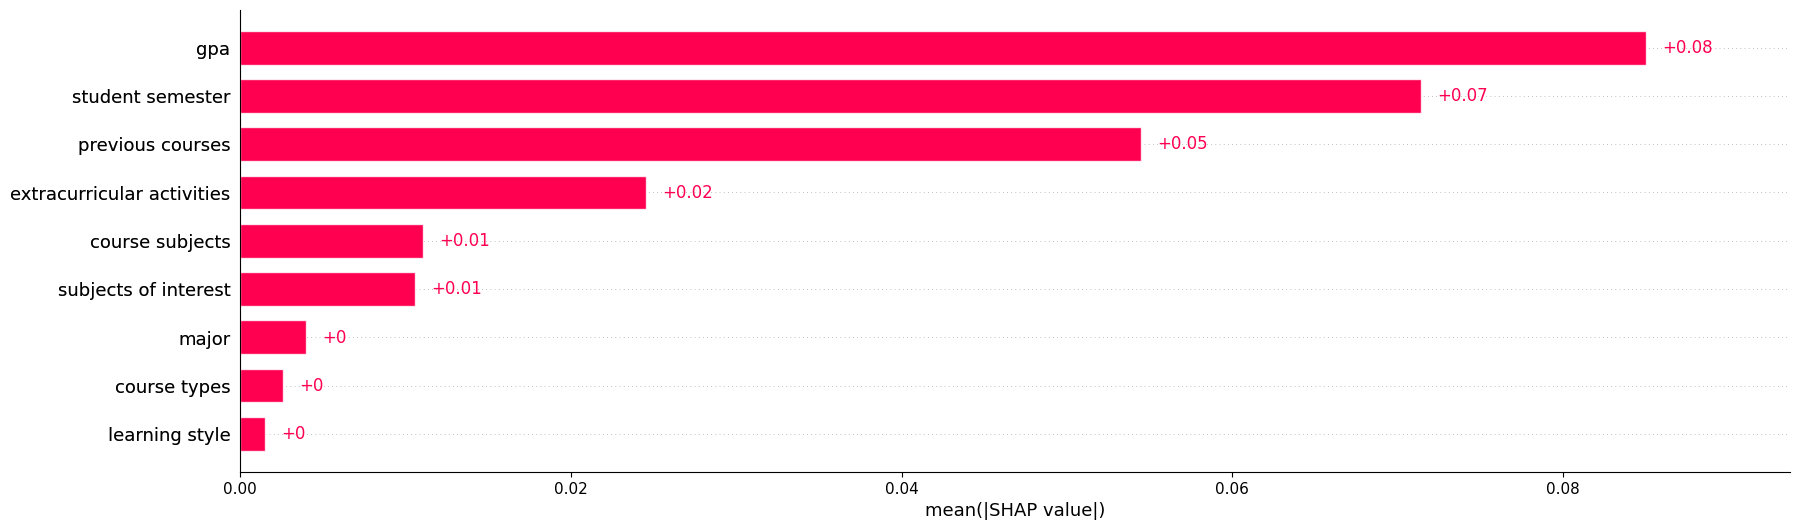 gpa +0.08
student semester +0.07
previous courses +0.05
extracurricular activities +0.02
course subjects +0.01
subjects of interest +0.01
major +0
course types +0
learning style +0
0.00 0.02 0.04 0.06 0.08
mean(|SHAP value|)